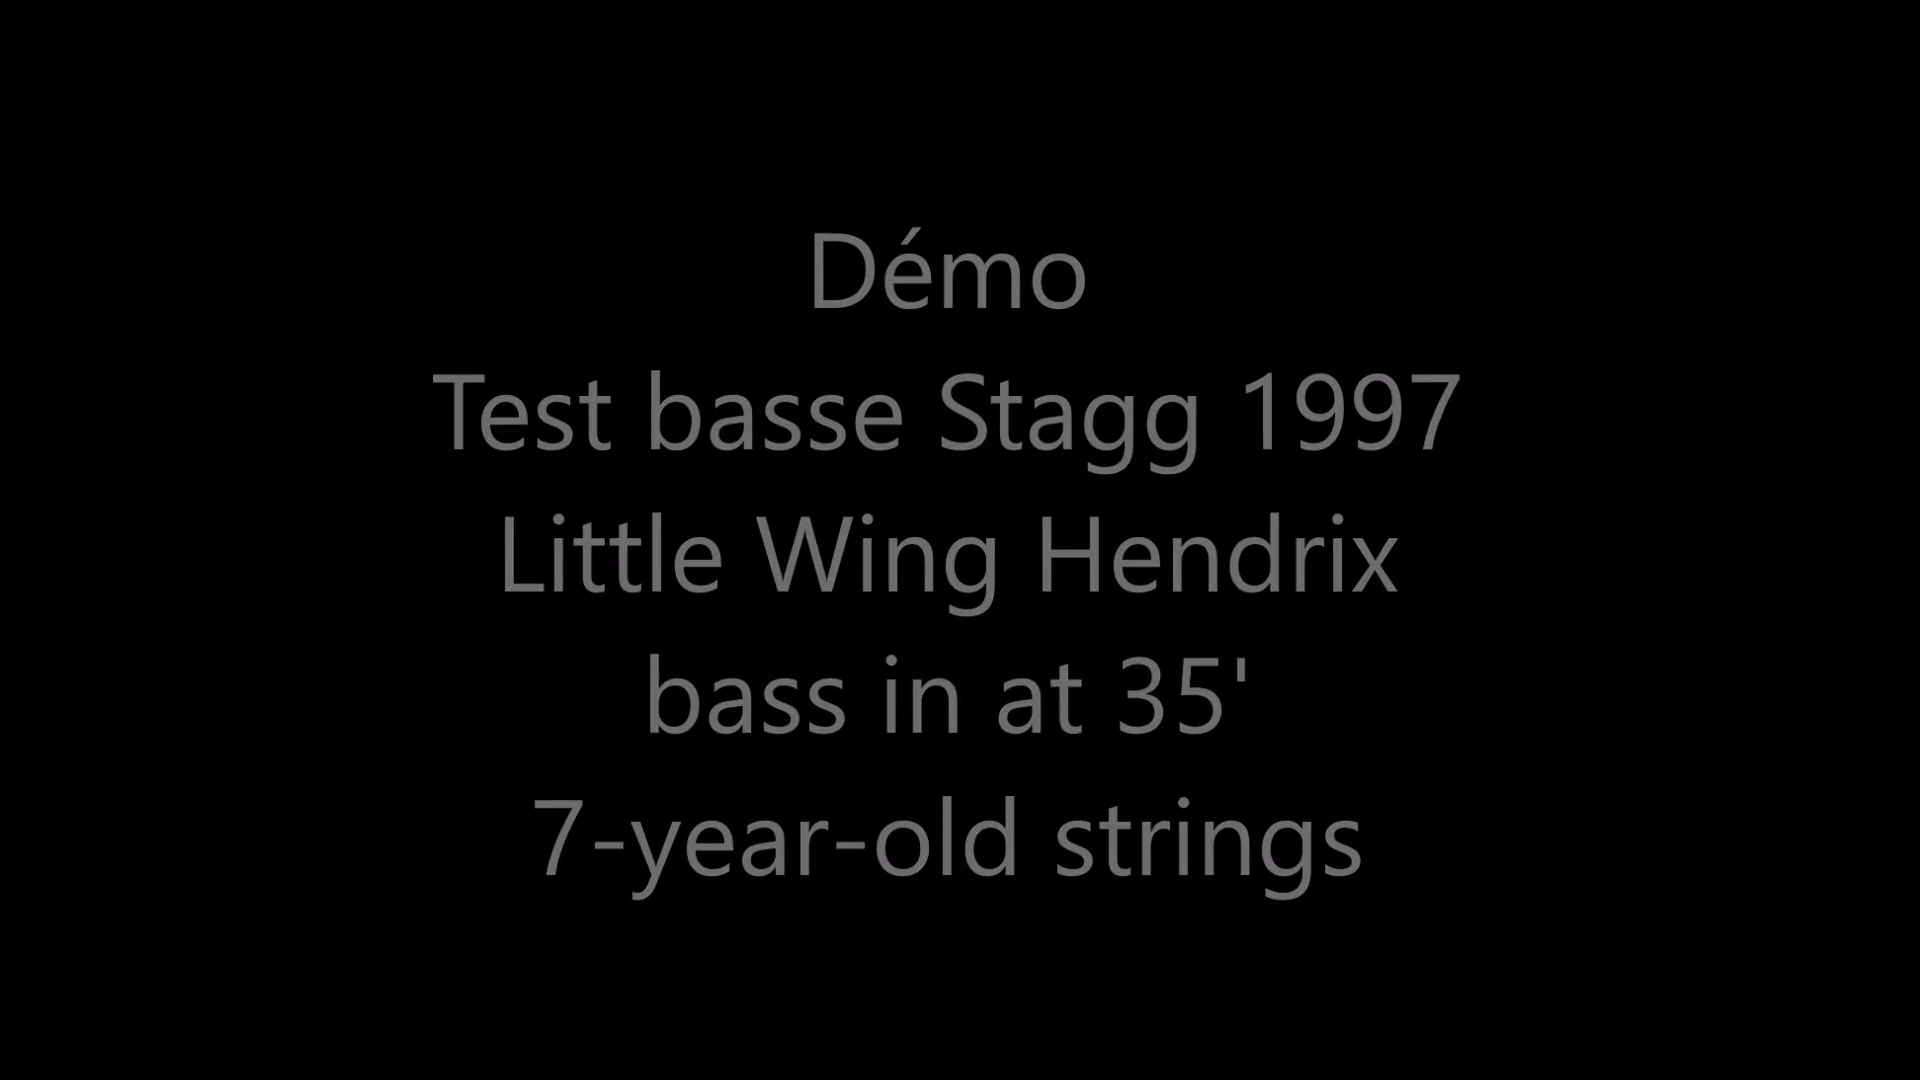 Démo
Test basse Stagg 1997
Little Wing Hendrix
bass in at 35'
7-year-old strings